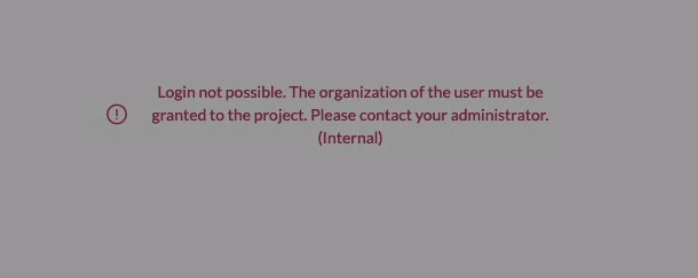 Login not possible. The organization of the user must be
granted to the project. Please contact your administrator.
(Internal)